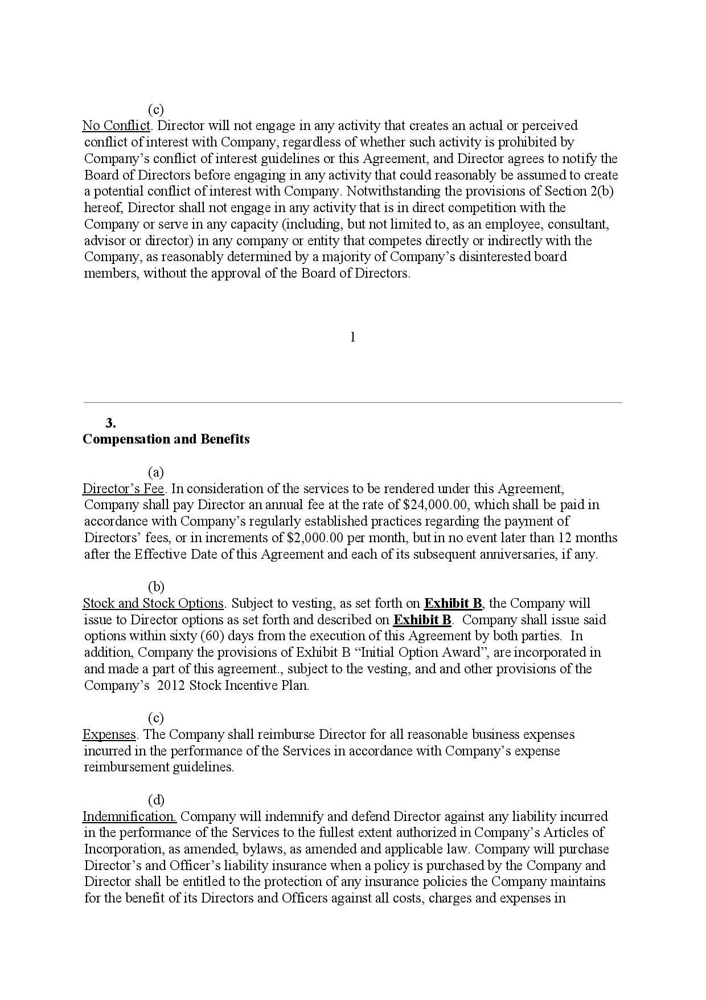 (c)
No Conflict. Director will not engage in any activity that creates an actual or perceived
conflict of interest with Company, regardless of whether such activity is prohibited by
Company’s conflict of interest guidelines or this Agreement, and Director agrees to notify the
Board of Directors before engaging in any activity that could reasonably be assumed to create
a potential conflict of interest with Company. Notwithstanding the provisions of Section 2(b)
hereof, Director shall not engage in any activity that is in direct competition with the
Company or serve in any capacity (including, but not limited to, as an employee, consultant,
advisor or director) in any company or entity that competes directly or indirectly with the
Company, as reasonably determined by a majority of Company’s disinterested board
members, without the approval of the Board of Directors.
1
3.
Compensation and Benefits
(a)
Director’s Fee. In consideration of the services to be rendered under this Agreement,
Company shall pay Director an annual fee at the rate of $24,000.00, which shall be paid in
accordance with Company’s regularly established practices regarding the payment of
Directors’ fees, or in increments of $2,000.00 per month, but in no event later than 12 months
after the Effective Date of this Agreement and each of its subsequent anniversaries, if any.
(b)
Stock and Stock Options. Subject to vesting, as set forth on Exhibit B, the Company will
issue to Director options as set forth and described on Exhibit B.  Company shall issue said
options within sixty (60) days from the execution of this Agreement by both parties.  In
addition, Company the provisions of Exhibit B “Initial Option Award”, are incorporated in
and made a part of this agreement., subject to the vesting, and and other provisions of the
Company’s  2012 Stock Incentive Plan.
(c)
Expenses. The Company shall reimburse Director for all reasonable business expenses
incurred in the performance of the Services in accordance with Company’s expense
reimbursement guidelines.
(d)
Indemnification. Company will indemnify and defend Director against any liability incurred
in the performance of the Services to the fullest extent authorized in Company’s Articles of
Incorporation, as amended, bylaws, as amended and applicable law. Company will purchase
Director’s and Officer’s liability insurance when a policy is purchased by the Company and
Director shall be entitled to the protection of any insurance policies the Company maintains
for the benefit of its Directors and Officers against all costs, charges and expenses in